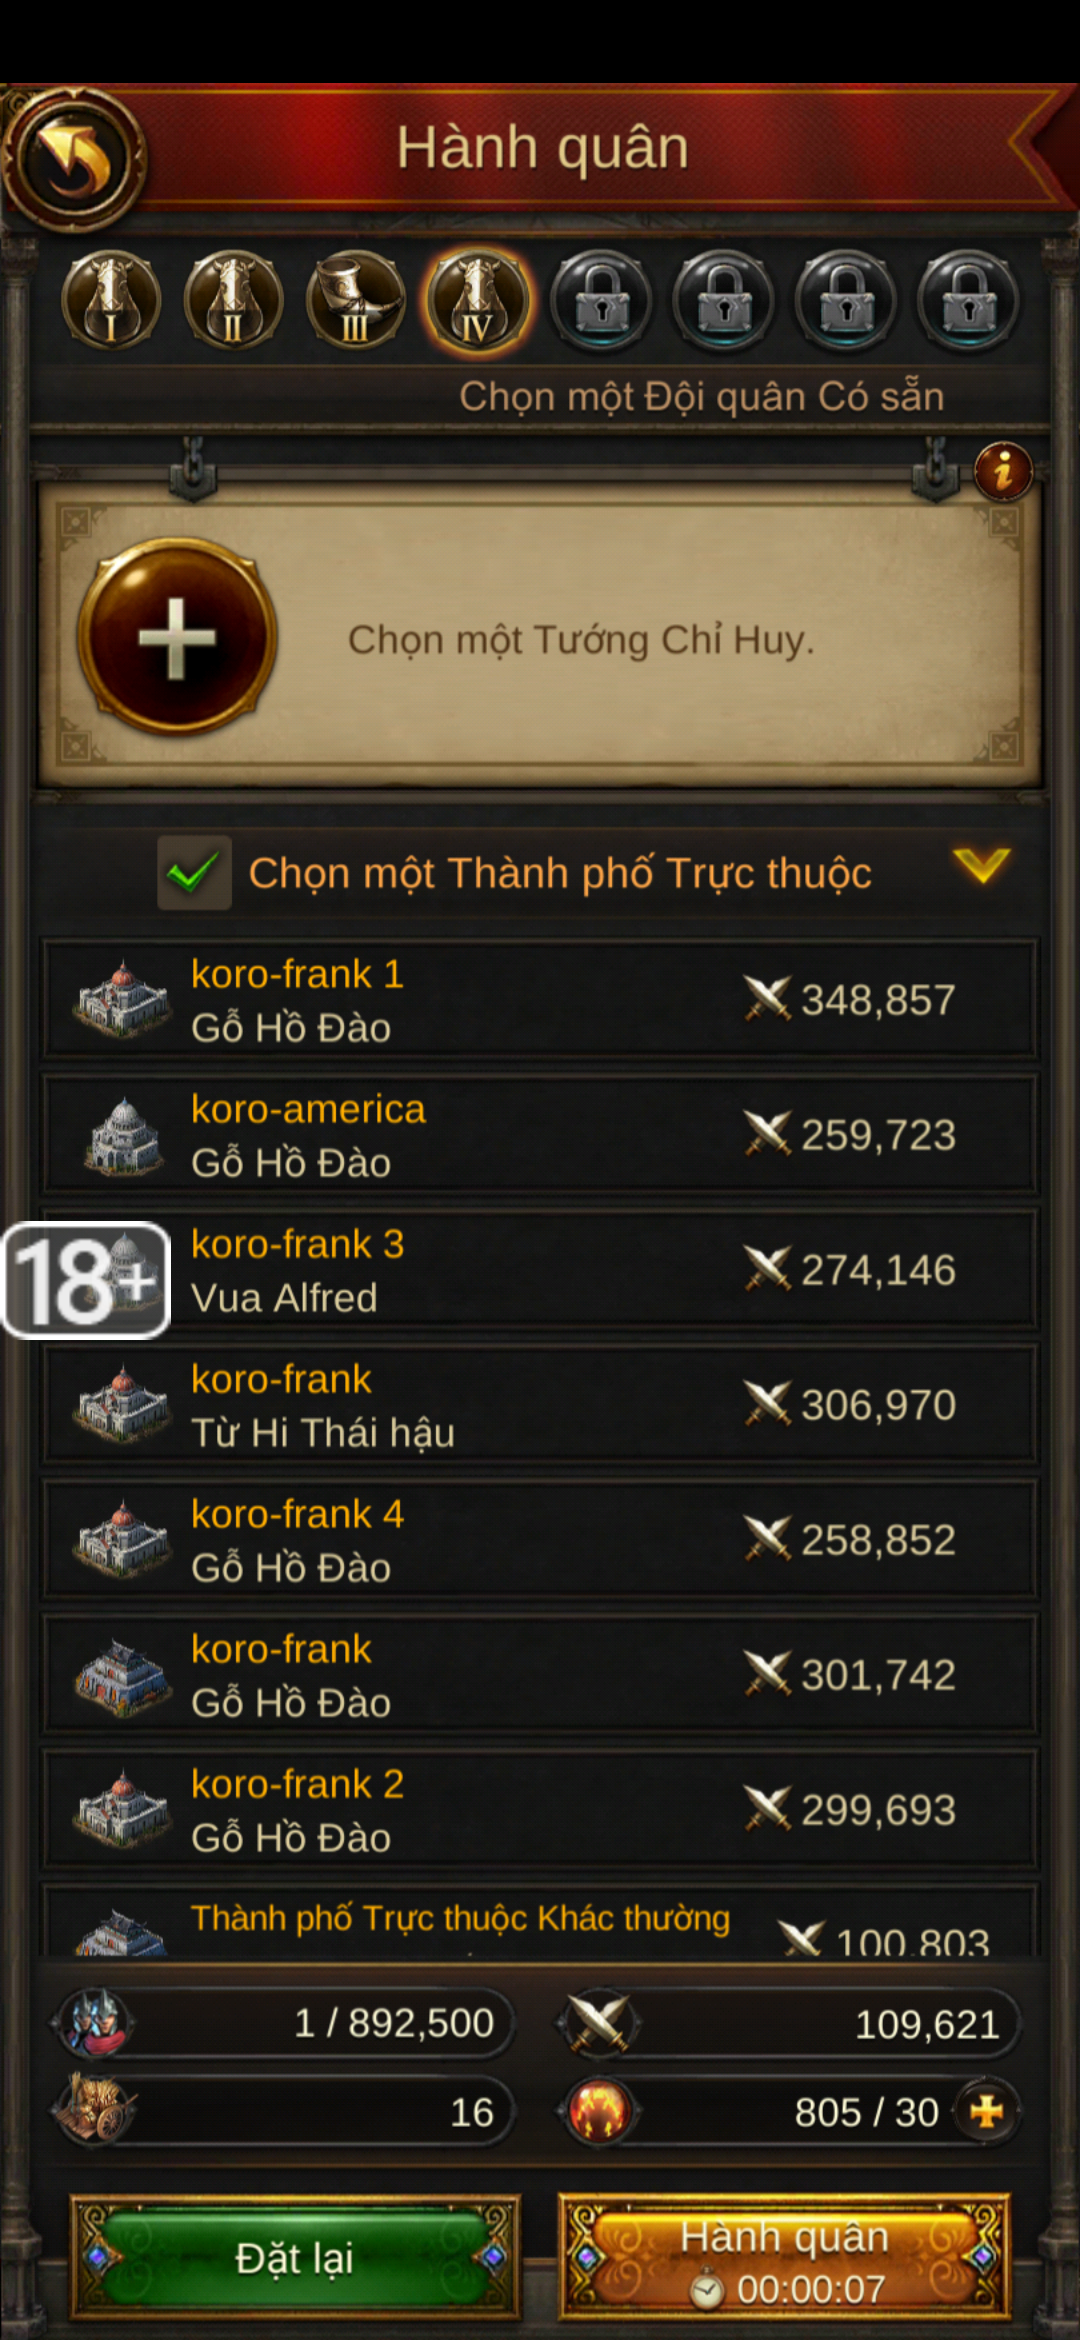 Hành quân
I II III IV
Chọn một Đội quân Có sẵn
Chọn một Tướng Chỉ Huy.
Chọn một Thành phố Trực thuộc
koro-frank 1
Gỗ Hồ Đào
348,857
koro-america
Gỗ Hồ Đào
259,723
18+
koro-frank 3
Vua Alfred
274,146
koro-frank
Từ Hi Thái hậu
306,970
koro-frank 4
Gỗ Hồ Đào
258,852
koro-frank
Gỗ Hồ Đào
301,742
koro-frank 2
Gỗ Hồ Đào
299,693
Thành phố Trực thuộc Khác thường
100,803
1 / 892,500
109,621
16
805 / 30
Đặt lại
Hành quân
00:00:07